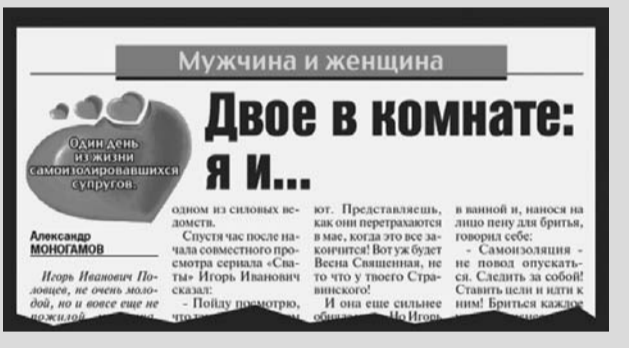 Мужчина и женщина
Двое в комнате:
я и...
Один день
из жизни
самоизолировавшихся
супругов.
Александр
МОНОГАМОВ
Игорь Иванович По-
ловцев, не очень моло-
дой, но и вовсе еще не
пожилой
одном из силовых ве-
домств.
Спустя час после на-
чала совместного про-
смотра сериала «Сва-
ты» Игорь Иванович
сказал:
- Пойду посмотрю,
ют. Представляешь,
как они перетрахаются
в мае, когда это все за-
кончится! Вот уж будет
Весна Священная, не
то что у твоего Стра-
винского!
И она еще сильнее
Но Игорь
в ванной и, нанося на
лицо пену для бритья,
говорил себе:
- Самоизоляция -
не повод опускать-
ся. Следить за собой!
Ставить цели и идти к
ним! Бриться каждое